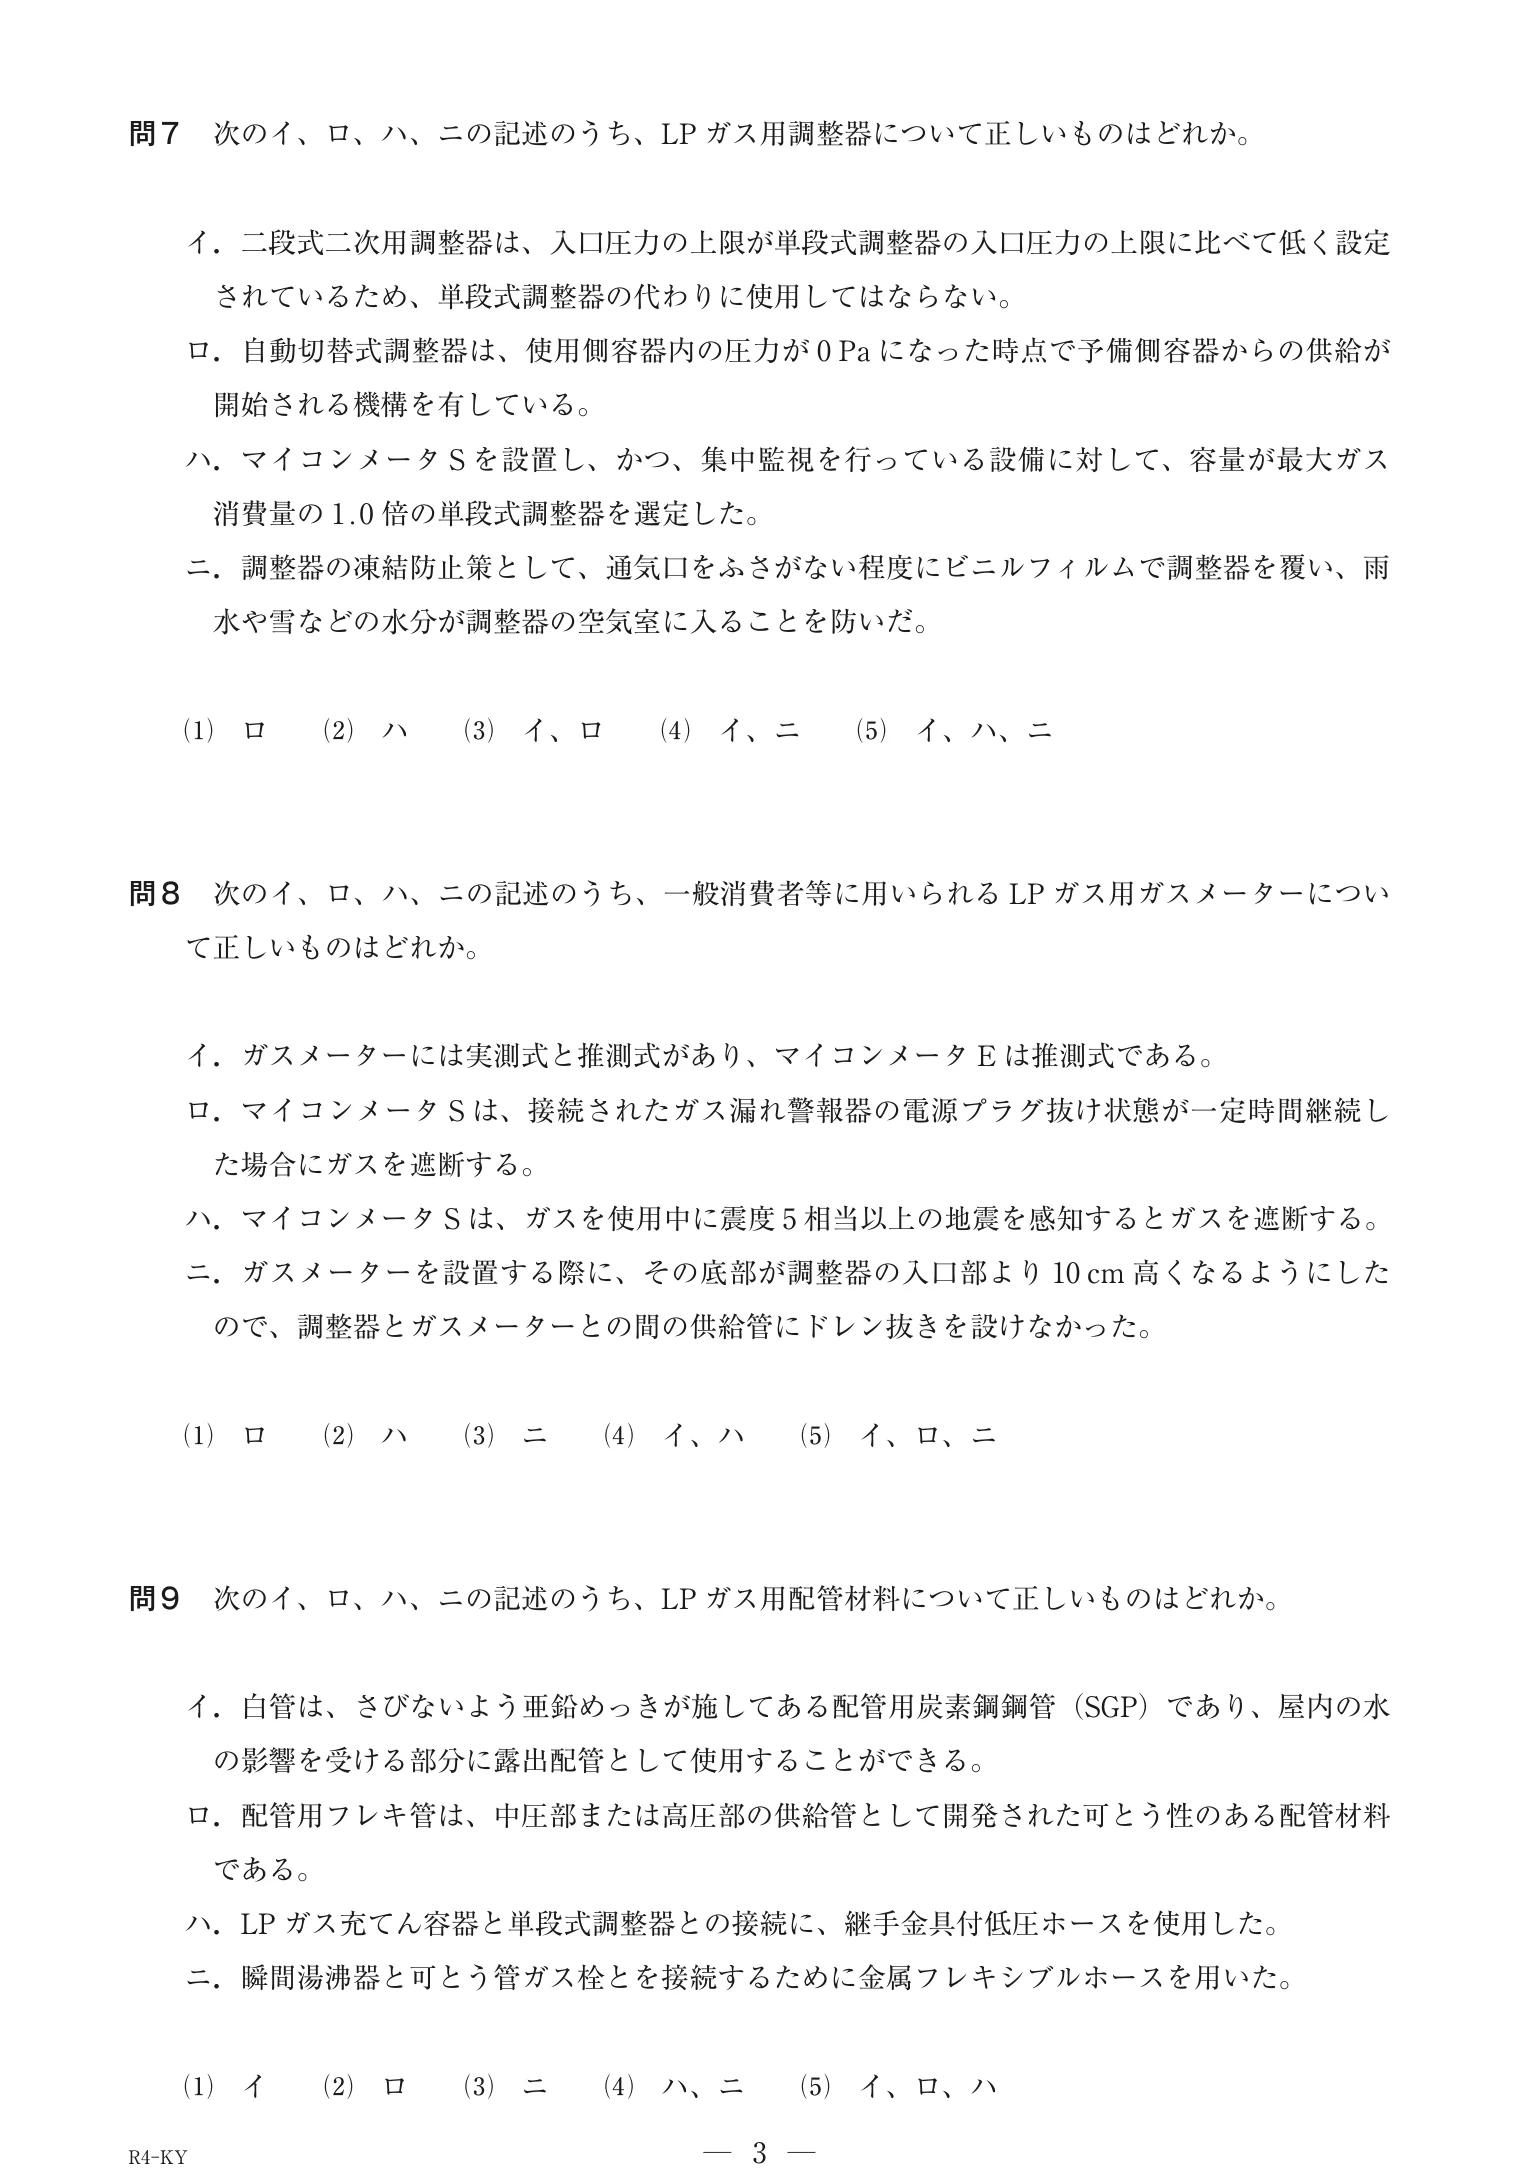 問7　次のイ、ロ、ハ、ニの記述のうち、LP ガス用調整器について正しいものはどれか。
イ．二段式二次用調整器は、入口圧力の上限が単段式調整器の入口圧力の上限に比べて低く設定
されているため、単段式調整器の代わりに使用してはならない。
ロ．自動切替式調整器は、使用側容器内の圧力が 0 Pa になった時点で予備側容器からの供給が
開始される機構を有している。
ハ．マイコンメータ S を設置し、かつ、集中監視を行っている設備に対して、容量が最大ガス
消費量の 1.0 倍の単段式調整器を選定した。
ニ．調整器の凍結防止策として、通気口をふさがない程度にビニルフィルムで調整器を覆い、雨
水や雪などの水分が調整器の空気室に入ることを防いだ。
(1)　ロ　　(2)　ハ　　(3)　イ、ロ　　(4)　イ、ニ　　(5)　イ、ハ、ニ
問8　次のイ、ロ、ハ、ニの記述のうち、一般消費者等に用いられる LP ガス用ガスメーターについ
て正しいものはどれか。
イ．ガスメーターには実測式と推測式があり、マイコンメータ E は推測式である。
ロ．マイコンメータ S は、接続されたガス漏れ警報器の電源プラグ抜け状態が一定時間継続し
た場合にガスを遮断する。
ハ．マイコンメータ S は、ガスを使用中に震度 5 相当以上の地震を感知するとガスを遮断する。
ニ．ガスメーターを設置する際に、その底部が調整器の入口部より 10 cm 高くなるようにした
ので、調整器とガスメーターとの間の供給管にドレン抜きを設けなかった。
(1)　ロ　　(2)　ハ　　(3)　ニ　　(4)　イ、ハ　　(5)　イ、ロ、ニ
問9　次のイ、ロ、ハ、ニの記述のうち、LP ガス用配管材料について正しいものはどれか。
イ．白管は、さびないよう亜鉛めっきが施してある配管用炭素鋼鋼管（SGP）であり、屋内の水
の影響を受ける部分に露出配管として使用することができる。
ロ．配管用フレキ管は、中圧部または高圧部の供給管として開発された可とう性のある配管材料
である。
ハ．LP ガス充てん容器と単段式調整器との接続に、継手金具付低圧ホースを使用した。
ニ．瞬間湯沸器と可とう管ガス栓とを接続するために金属フレキシブルホースを用いた。
(1)　イ　　(2)　ロ　　(3)　ニ　　(4)　ハ、ニ　　(5)　イ、ロ、ハ
R4-KY　　― 3 ―